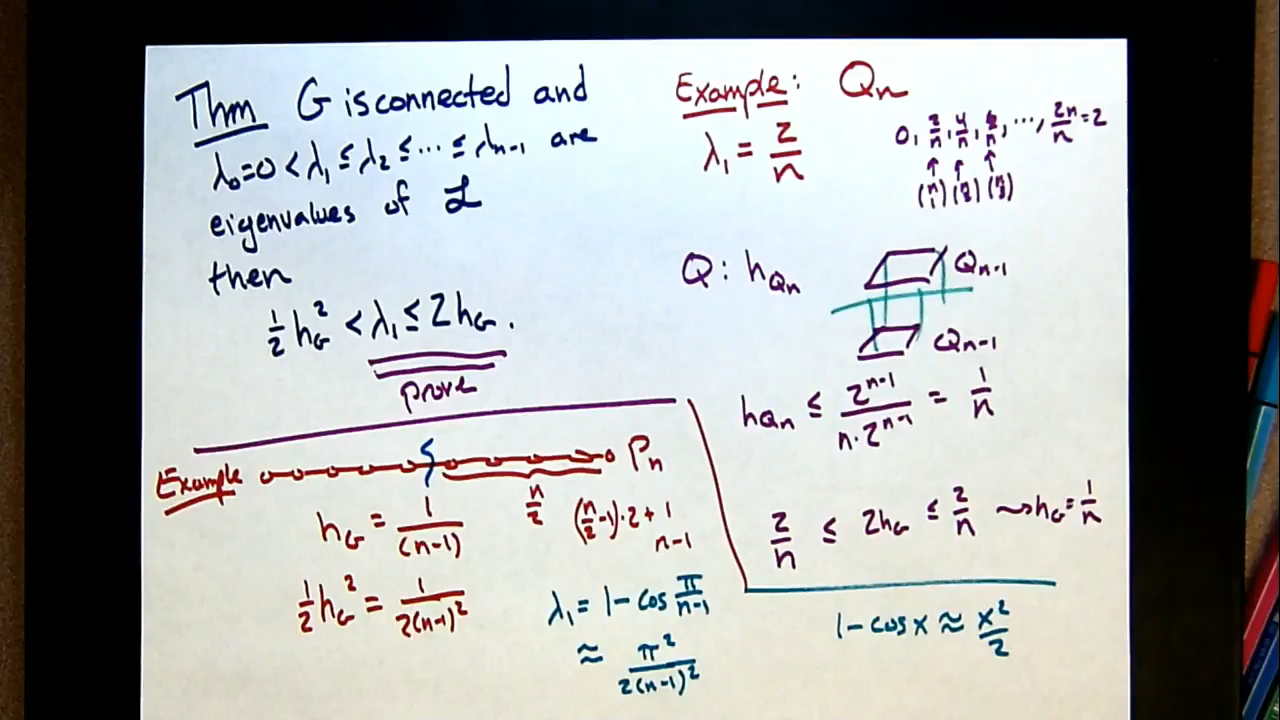 Thm G is connected and
λ₀=0 < λ₁ ≤ λ₂ ≤ ⋯ ≤ λₙ₋₁ are
eigenvalues of ℒ
then
½ h_G² < λ₁ ≤ 2h_G.
prove
Example Pₙ
n/2 (n/2 -1)·2+1
n-1
h_G = 1/(n-1)
½ h_G² = 1/2(n-1)²
λ₁ = 1-cos π/(n-1)
≈ π²/2(n-1)²
Example: Qₙ
λ₁ = 2/n
0, 2/n, 4/n, 6/n, ⋯, 2n/n = 2
↑ ↑ ↑
(n 1) (n 2) (n 3)
Q: h_Qₙ
Qₙ₋₁
Qₙ₋₁
h_Qₙ ≤ 2ⁿ⁻¹/n·2ⁿ⁻¹ = 1/n
2/n ≤ 2h_G ≤ 2/n ⇝ h_G = 1/n
1-cos x ≈ x²/2